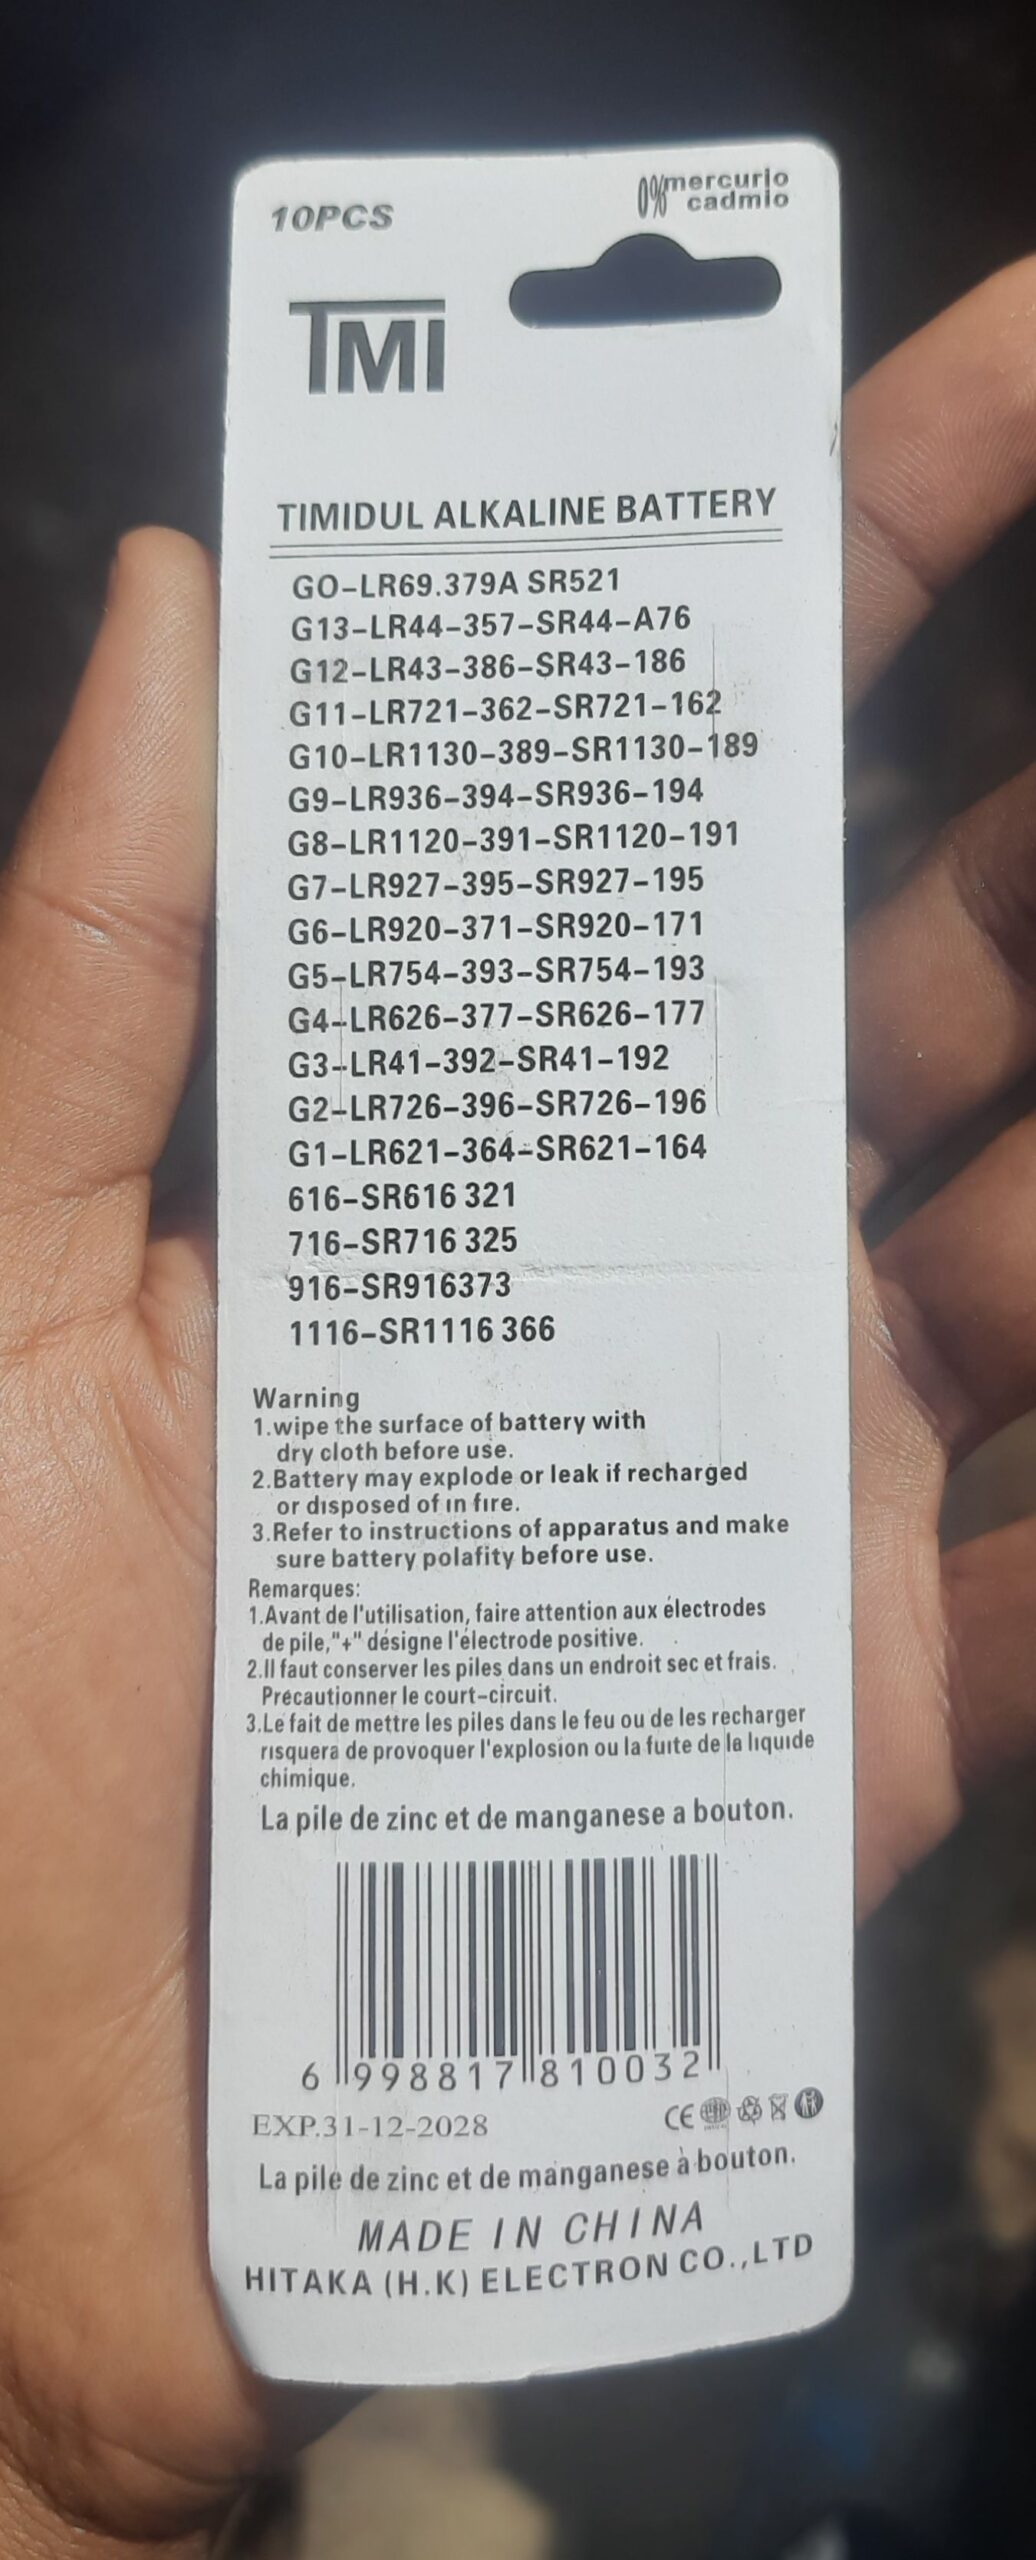 10PCS
0% mercurio
cadmio
TMI
TIMIDUL ALKALINE BATTERY
GO-LR69.379A SR521
G13-LR44-357-SR44-A76
G12-LR43-386-SR43-186
G11-LR721-362-SR721-162
G10-LR1130-389-SR1130-189
G9-LR936-394-SR936-194
G8-LR1120-391-SR1120-191
G7-LR927-395-SR927-195
G6-LR920-371-SR920-171
G5-LR754-393-SR754-193
G4-LR626-377-SR626-177
G3-LR41-392-SR41-192
G2-LR726-396-SR726-196
G1-LR621-364-SR621-164
616-SR616 321
716-SR716 325
916-SR916373
1116-SR1116 366
Warning
1.wipe the surface of battery with
dry cloth before use.
2.Battery may explode or leak if recharged
or disposed of in fire.
3.Refer to instructions of apparatus and make
sure battery polafity before use.
Remarques:
1.Avant de l'utilisation, faire attention aux électrodes
de pile,"+" désigne l'électrode positive.
2.Il faut conserver les piles dans un endroit sec et frais.
Précautionner le court-circuit.
3.Le fait de mettre les piles dans le feu ou de les recharger
risquera de provoquer l'explosion ou la fuite de la liquide
chimique.
La pile de zinc et de manganese a bouton.
6 998817 810032
EXP.31-12-2028
CE
La pile de zinc et de manganese à bouton.
MADE IN CHINA
HITAKA (H.K) ELECTRON CO.,LTD